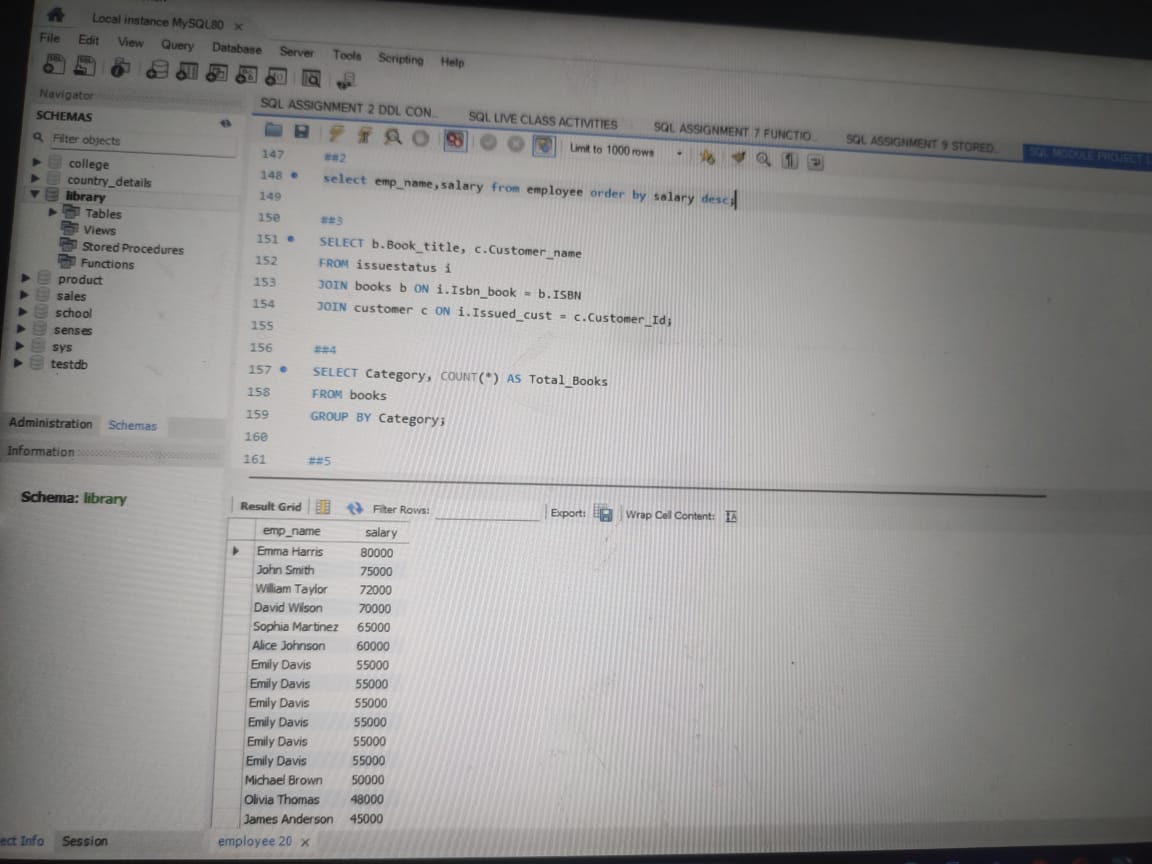 Local instance MySQL80 ×
File Edit View Query Database Server Tools Scripting Help
Navigator
SCHEMAS
Filter objects
college
country_details
library
Tables
Views
Stored Procedures
Functions
product
sales
school
senses
sys
testdb
Administration Schemas
Information
Schema: library
ect Info Session
SQL ASSIGNMENT 2 DDL CON... SQL LIVE CLASS ACTIVITIES SQL ASSIGNMENT 7 FUNCTIO... SQL ASSIGNMENT 9 STORED... SQL MODULE PROJECT L
Limit to 1000 rows
147 ##2
148 select emp_name,salary from employee order by salary desc;
149
150 ##3
151 SELECT b.Book_title, c.Customer_name
152 FROM issuestatus i
153 JOIN books b ON i.Isbn_book = b.ISBN
154 JOIN customer c ON i.Issued_cust = c.Customer_Id;
155
156 ##4
157 SELECT Category, COUNT(*) AS Total_Books
158 FROM books
159 GROUP BY Category;
160
161 ##5
Result Grid Filter Rows: Export: Wrap Cell Content:
emp_name salary
Emma Harris 80000
John Smith 75000
William Taylor 72000
David Wilson 70000
Sophia Martinez 65000
Alice Johnson 60000
Emily Davis 55000
Emily Davis 55000
Emily Davis 55000
Emily Davis 55000
Emily Davis 55000
Emily Davis 55000
Michael Brown 50000
Olivia Thomas 48000
James Anderson 45000
employee 20 ×